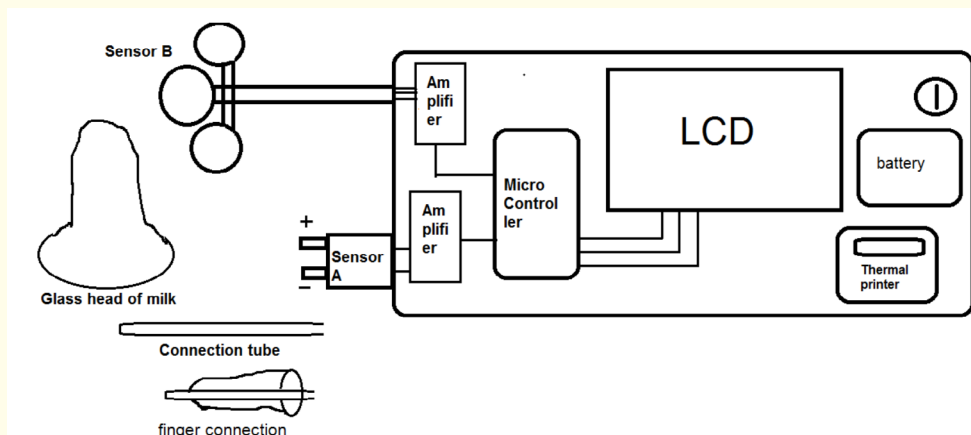 Sensor B
Am
plifi
er
LCD
battery
Micro
Control
ler
Am
plifi
er
+
Sensor
A
−
Thermal
printer
Glass head of milk
Connection tube
finger connection